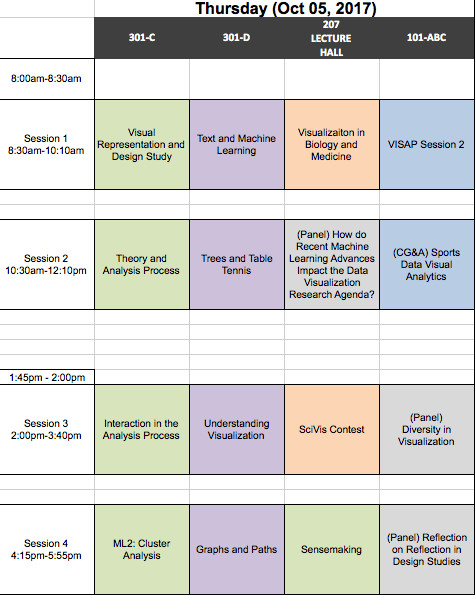 Thursday (Oct 05, 2017)
301-C
301-D
207
LECTURE
HALL
101-ABC
8:00am-8:30am
Session 1
8:30am-10:10am
Visual
Representation and
Design Study
Text and Machine
Learning
Visualizaiton in
Biology and
Medicine
VISAP Session 2
Session 2
10:30am-12:10pm
Theory and
Analysis Process
Trees and Table
Tennis
(Panel) How do
Recent Machine
Learning Advances
Impact the Data
Visualization
Research Agenda?
(CG&A) Sports
Data Visual
Analytics
1:45pm - 2:00pm
Session 3
2:00pm-3:40pm
Interaction in the
Analysis Process
Understanding
Visualization
SciVis Contest
(Panel)
Diversity in
Visualization
Session 4
4:15pm-5:55pm
ML2: Cluster
Analysis
Graphs and Paths
Sensemaking
(Panel) Reflection
on Reflection in
Design Studies